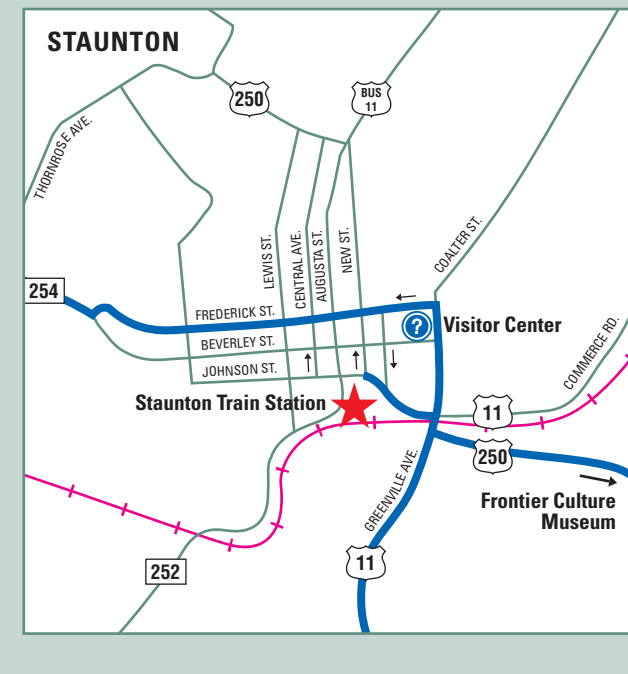 STAUNTON
250
BUS
11
THORNROSE AVE.
COALTER ST.
LEWIS ST.
CENTRAL AVE.
AUGUSTA ST.
NEW ST.
254
FREDERICK ST.
?
Visitor Center
BEVERLEY ST.
JOHNSON ST.
COMMERCE RD.
Staunton Train Station
11
250
GREENVILLE AVE.
Frontier Culture
Museum
11
252